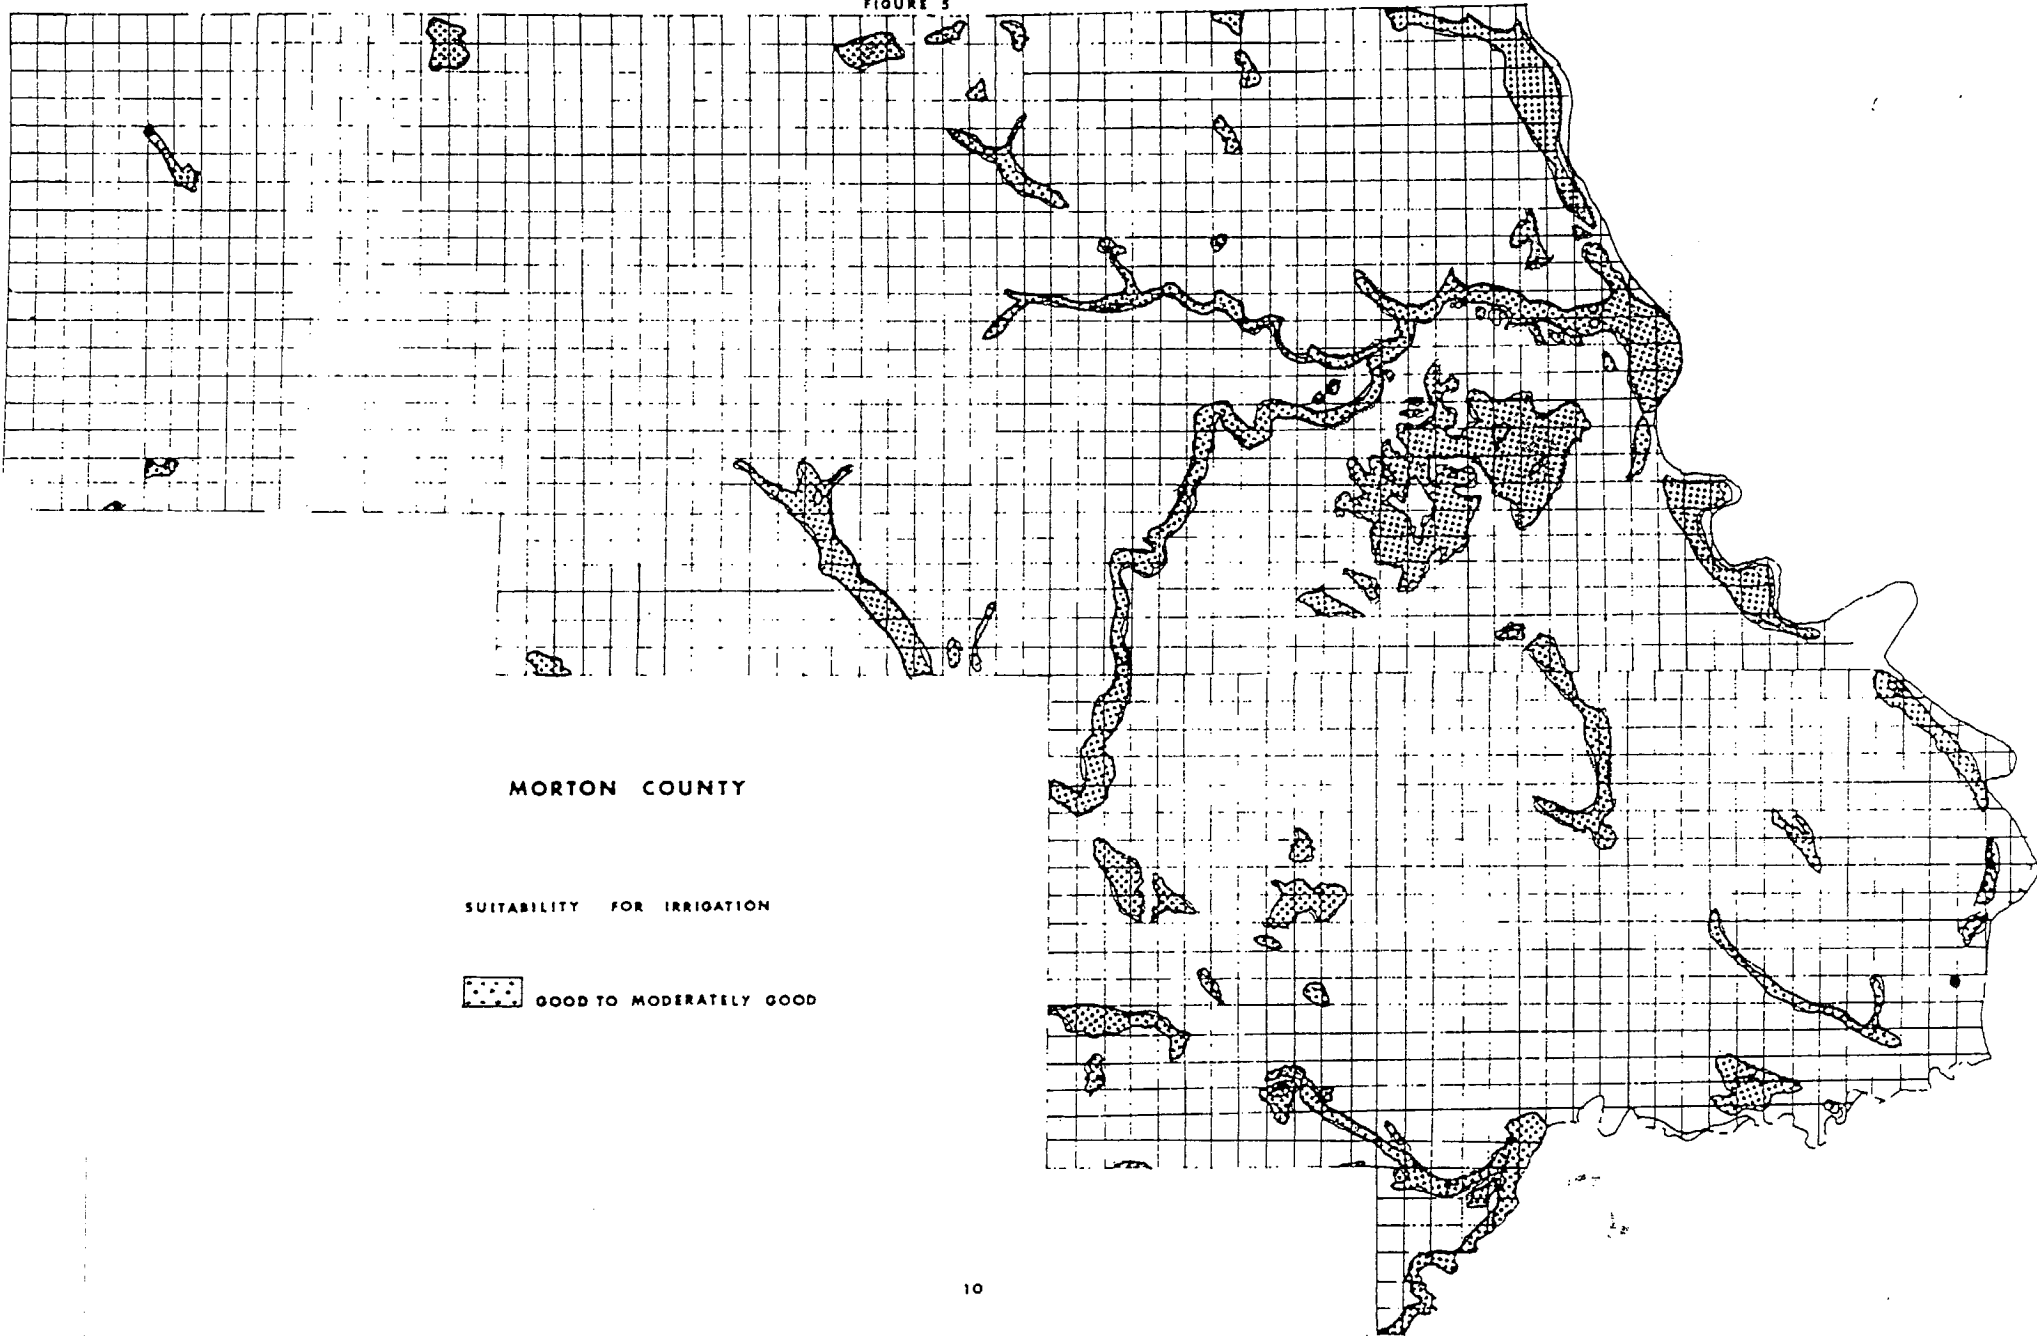 FIGURE 5
MORTON COUNTY
SUITABILITY FOR IRRIGATION
GOOD TO MODERATELY GOOD
10